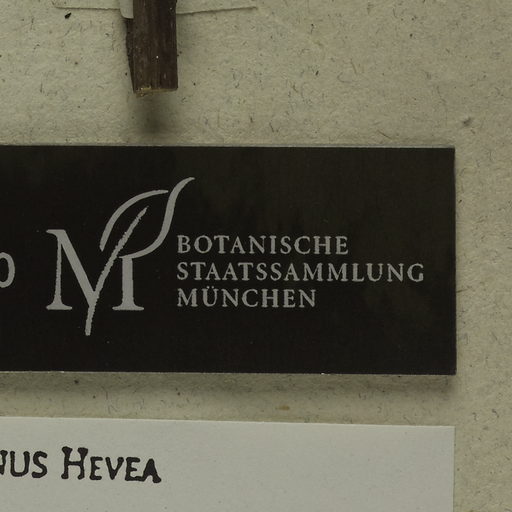 M BOTANISCHE
STAATSSAMMLUNG
MÜNCHEN
HEVEA